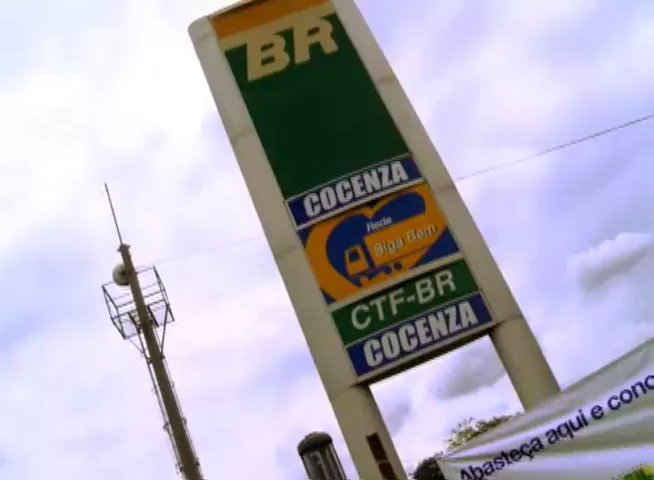 BR
COCENZA
Rede
Siga Bem
CTF-BR
COCENZA
Abasteça aqui e conc